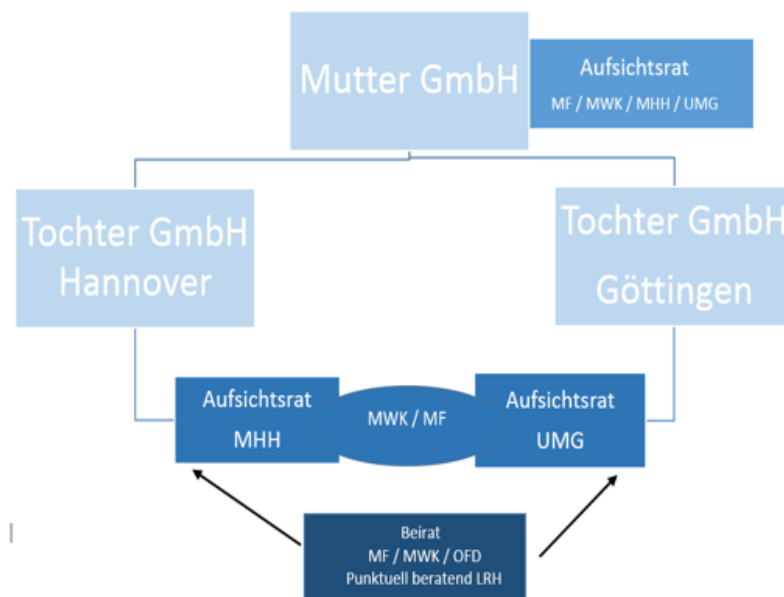 Mutter GmbH
Aufsichtsrat
MF / MWK / MHH / UMG
Tochter GmbH
Hannover
Tochter GmbH
Göttingen
Aufsichtsrat
MHH
MWK / MF
Aufsichtsrat
UMG
Beirat
MF / MWK / OFD
Punktuell beratend LRH